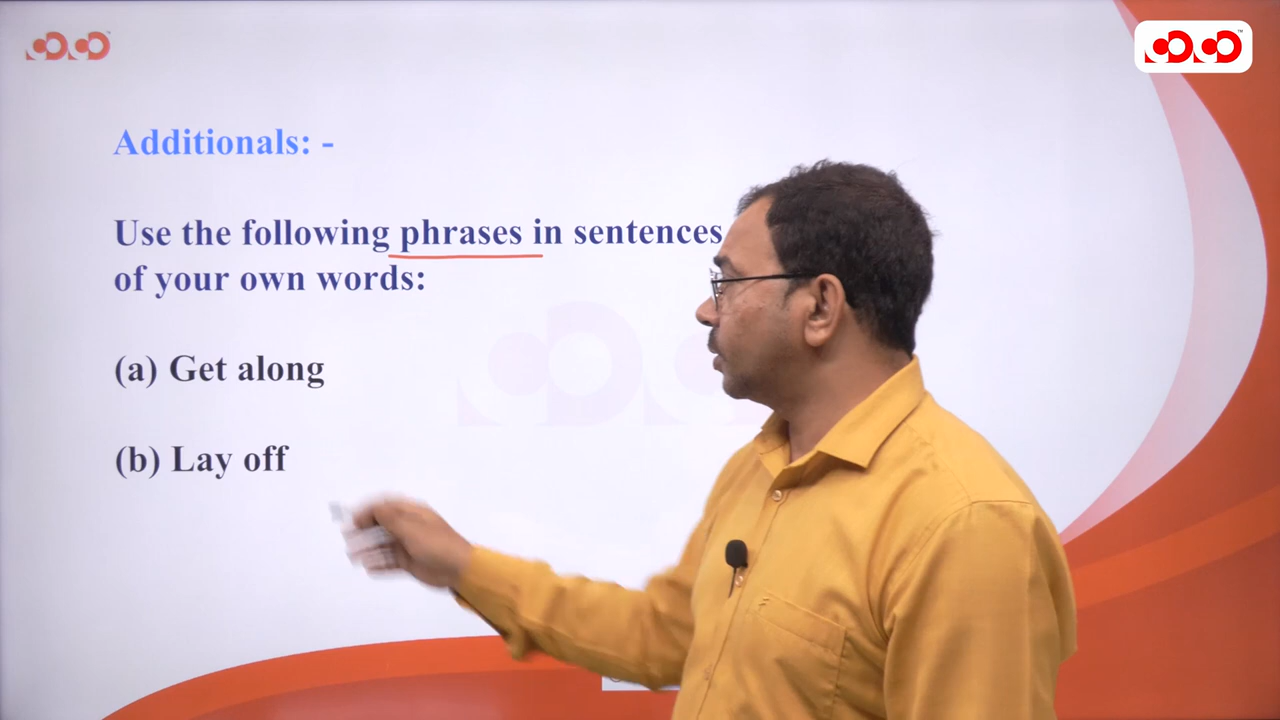 Additionals: -
Use the following phrases in sentences
of your own words:
(a) Get along
(b) Lay off